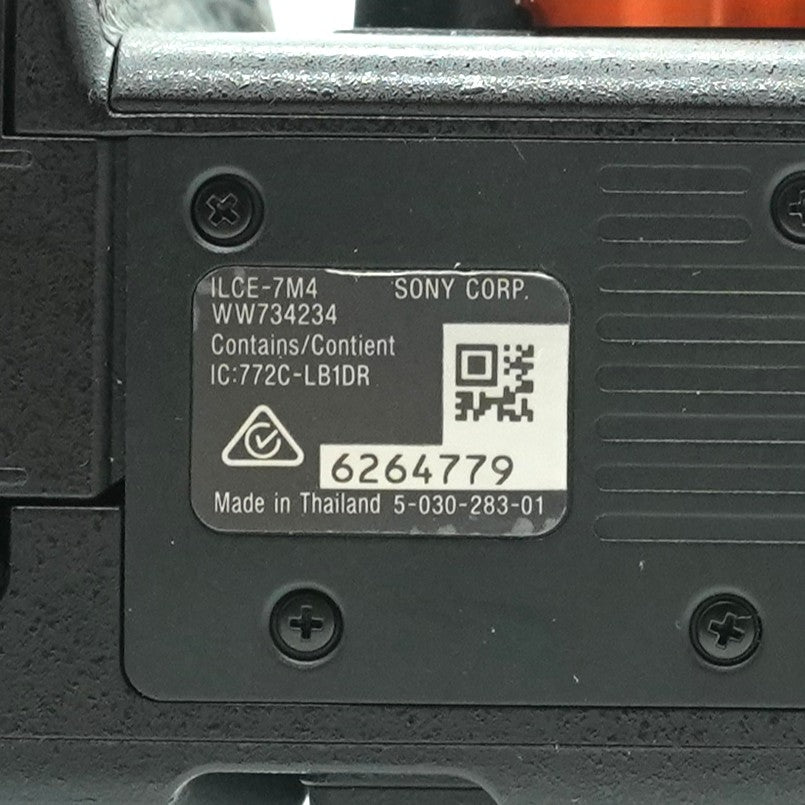 ILCE-7M4 SONY CORP.
WW734234
Contains/Contient
IC:772C-LB1DR
6264779
Made in Thailand 5-030-283-01